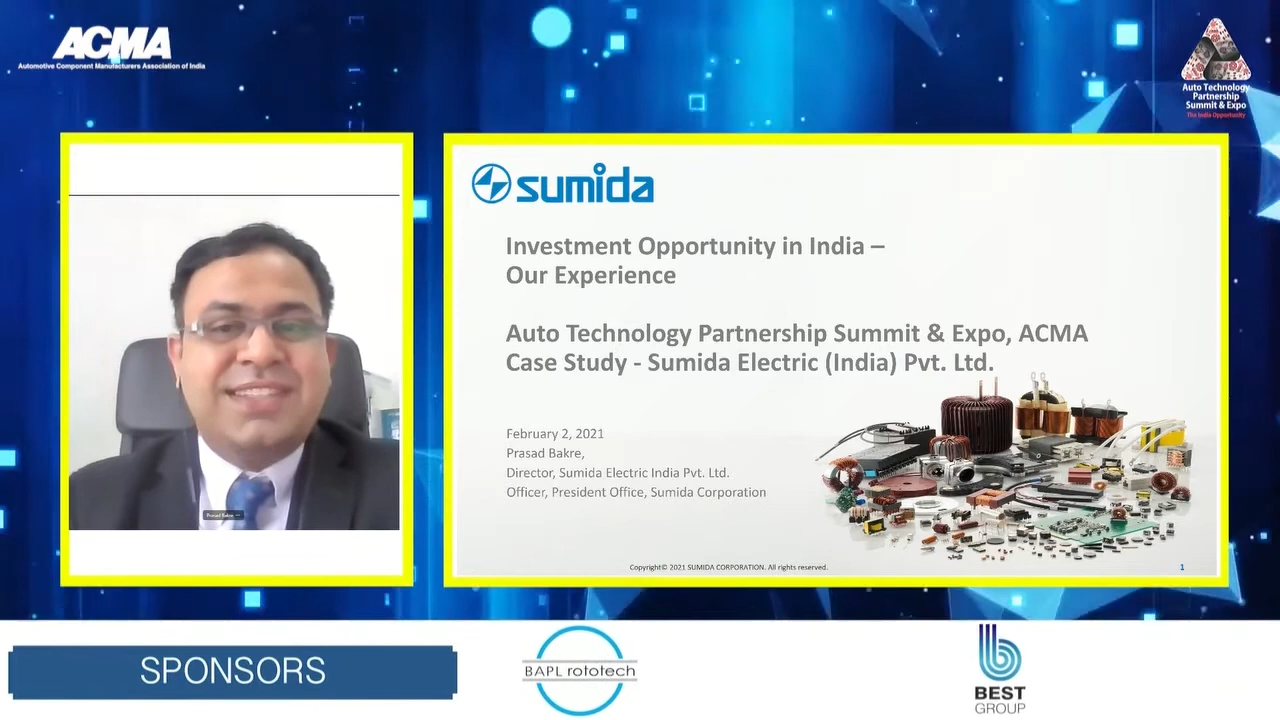 ACMA
Automotive Component Manufacturers Association of India
Auto Technology
Partnership
Summit & Expo
The India Opportunity
sumida
Investment Opportunity in India –
Our Experience
Auto Technology Partnership Summit & Expo, ACMA
Case Study - Sumida Electric (India) Pvt. Ltd.
February 2, 2021
Prasad Bakre,
Director, Sumida Electric India Pvt. Ltd.
Officer, President Office, Sumida Corporation
Copyright© 2021 SUMIDA CORPORATION. All rights reserved.
1
Prasad Bakre
SPONSORS
BAPL rototech
BEST
GROUP